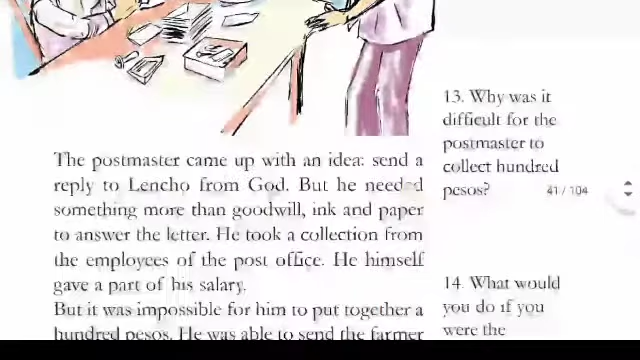 The postmaster came up with an idea: send a
reply to Lencho from God. But he needed
something more than goodwill, ink and paper
to answer the letter. He took a collection from
the employees of the post office. He himself
gave a part of his salary.
But it was impossible for him to put together a
hundred pesos. He was able to send the farmer
13. Why was it
difficult for the
postmaster to
collect hundred
pesos?
41 / 104
14. What would
you do if you
were the